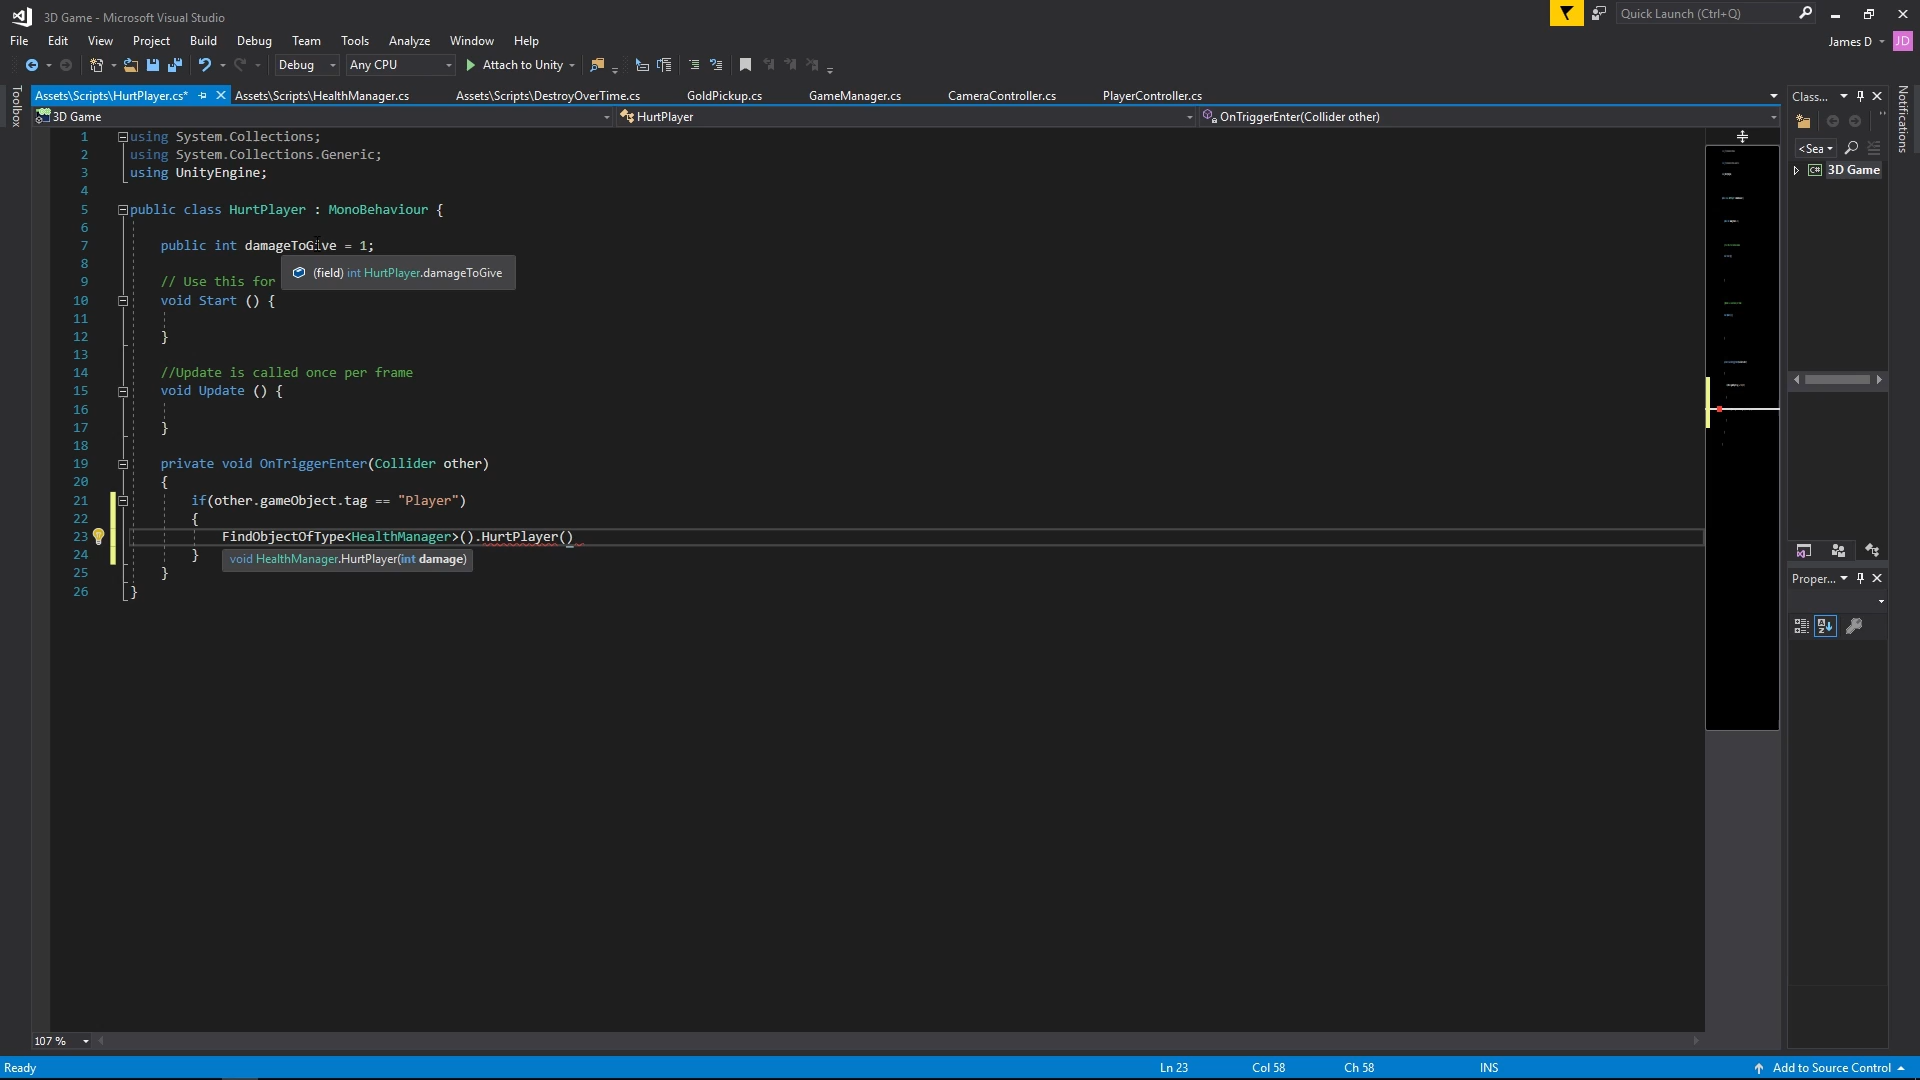 3D Game - Microsoft Visual Studio
Quick Launch (Ctrl+Q)
File Edit View Project Build Debug Team Tools Analyze Window Help
James D JD
Debug Any CPU Attach to Unity
Toolbox
Assets\Scripts\HurtPlayer.cs* Assets\Scripts\HealthManager.cs Assets\Scripts\DestroyOverTime.cs GoldPickup.cs GameManager.cs CameraController.cs PlayerController.cs
3D Game HurtPlayer OnTriggerEnter(Collider other)
1 using System.Collections;
2 using System.Collections.Generic;
3 using UnityEngine;
4
5 public class HurtPlayer : MonoBehaviour {
6
7 public int damageToGive = 1;
8
(field) int HurtPlayer.damageToGive
9 // Use this for
10 void Start () {
11
12 }
13
14 //Update is called once per frame
15 void Update () {
16
17 }
18
19 private void OnTriggerEnter(Collider other)
20 {
21 if(other.gameObject.tag == "Player")
22 {
23 FindObjectOfType<HealthManager>().HurtPlayer()
24 }
void HealthManager.HurtPlayer(int damage)
25 }
26 }
Class...
<Sea
C# 3D Game
Proper...
Notifications
107 %
Ready Ln 23 Col 58 Ch 58 INS Add to Source Control